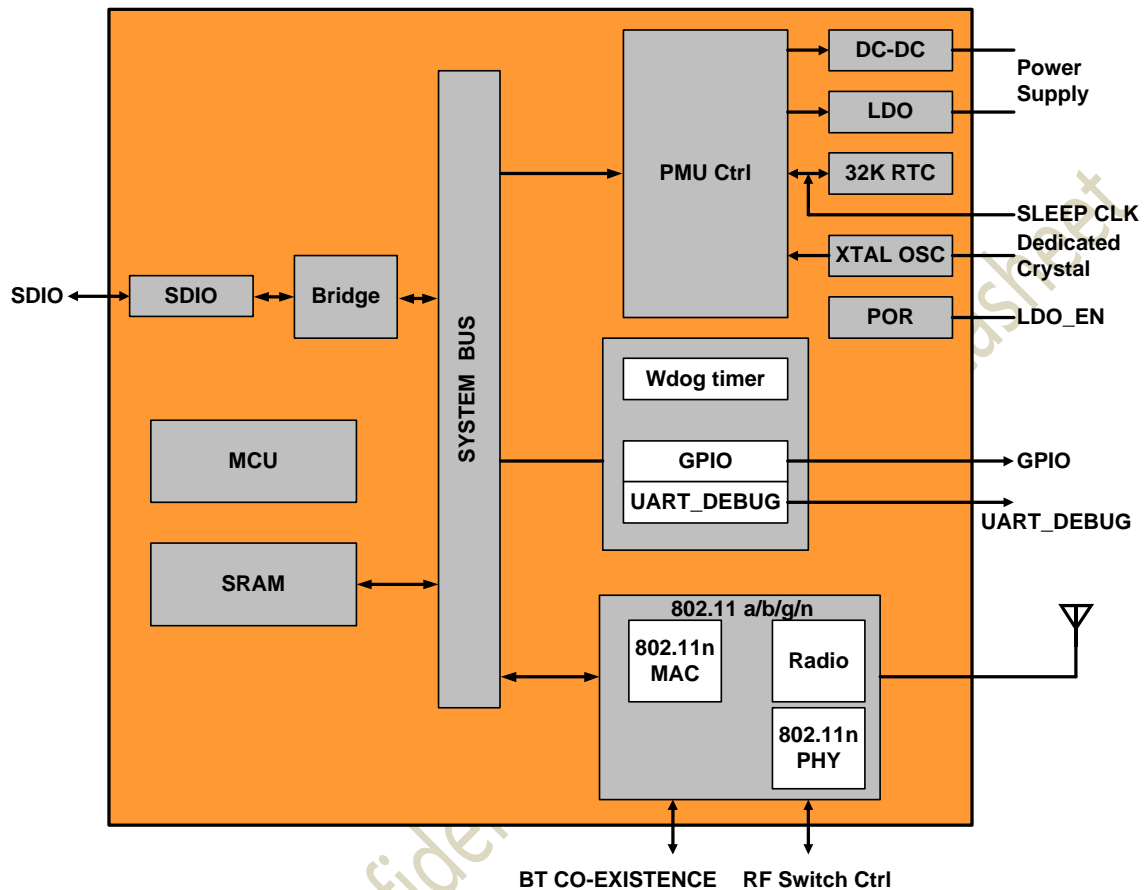 DC-DC
Power
Supply
LDO
PMU Ctrl
32K RTC
SLEEP CLK
XTAL OSC
Dedicated
Crystal
SDIO
SDIO
Bridge
POR
LDO_EN
SYSTEM BUS
Wdog timer
MCU
GPIO
GPIO
UART_DEBUG
UART_DEBUG
SRAM
802.11 a/b/g/n
802.11n
MAC
Radio
802.11n
PHY
BT CO-EXISTENCE
RF Switch Ctrl